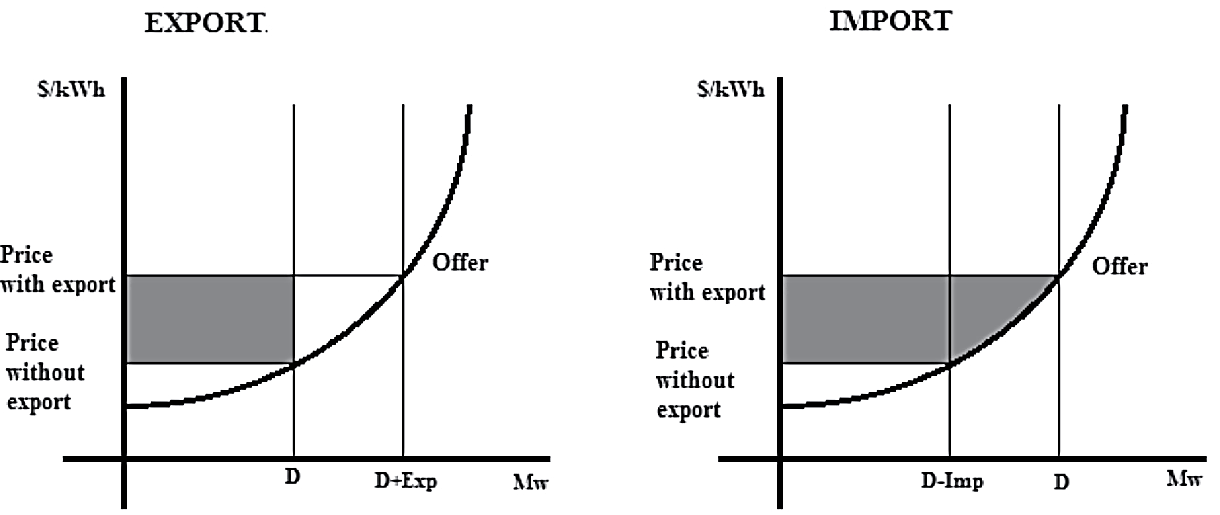 EXPORT.
$/kWh
Price
with export
Price
without
export
Offer
D
D+Exp
Mw
IMPORT
$/kWh
Price
with export
Price
without
export
Offer
D-Imp
D
Mw